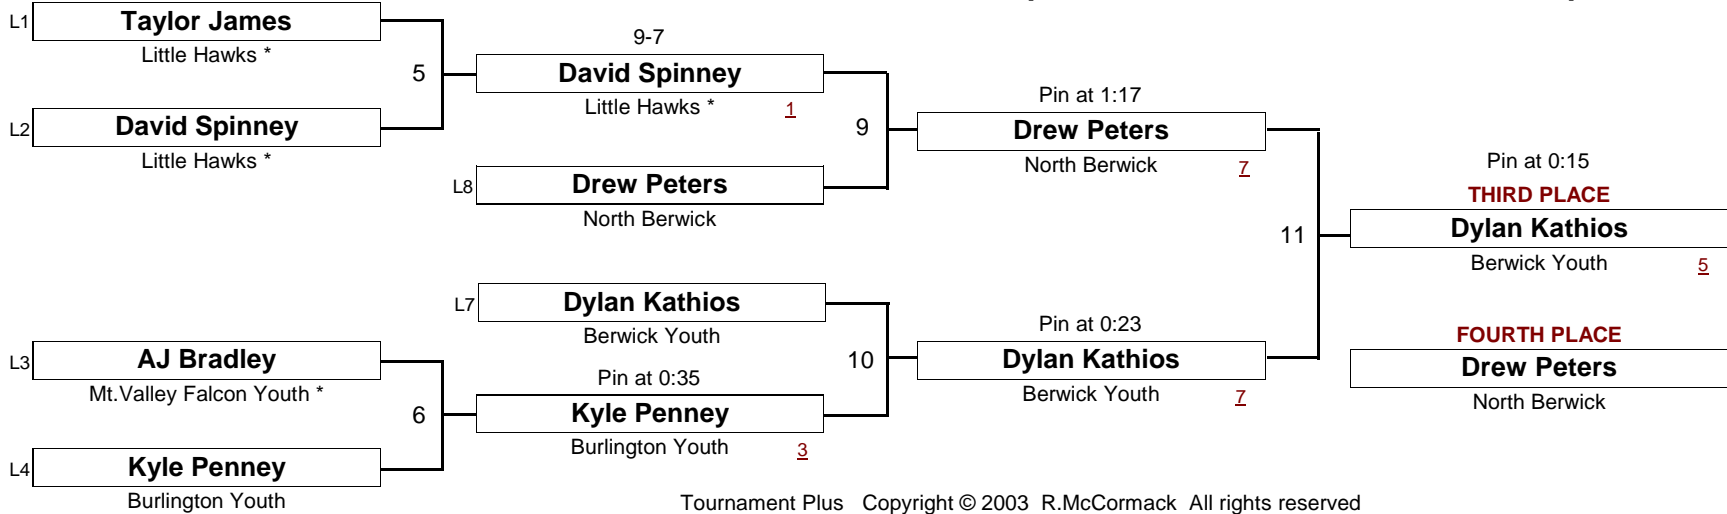 L1
Taylor James
Little Hawks *
5
L2
David Spinney
Little Hawks *
9-7
David Spinney
Little Hawks *
1
9
L8
Drew Peters
North Berwick
Pin at 1:17
Drew Peters
North Berwick
7
L3
AJ Bradley
Mt.Valley Falcon Youth *
6
L4
Kyle Penney
Burlington Youth
L7
Dylan Kathios
Berwick Youth
10
Pin at 0:35
Kyle Penney
Burlington Youth
3
Pin at 0:23
Dylan Kathios
Berwick Youth
7
11
Pin at 0:15
THIRD PLACE
Dylan Kathios
Berwick Youth
5
FOURTH PLACE
Drew Peters
North Berwick
Tournament Plus Copyright © 2003 R.McCormack All rights reserved